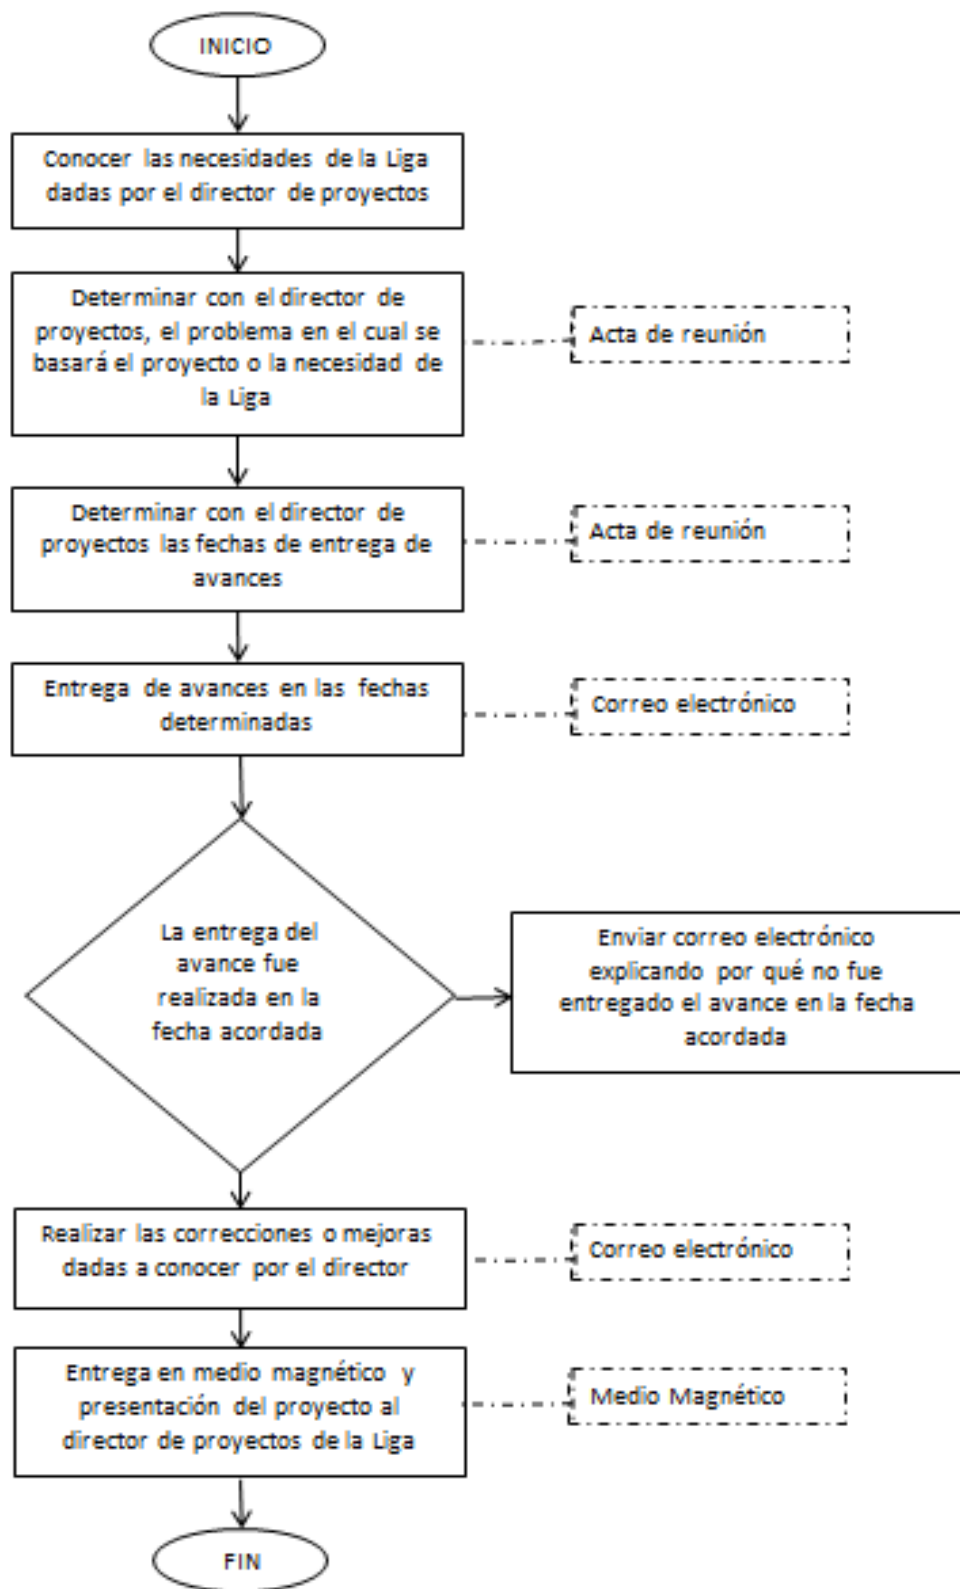 INICIO
Conocer las necesidades de la Liga
dadas por el director de proyectos
Determinar con el director de
proyectos, el problema en el cual se
basará el proyecto o la necesidad de
la Liga
Acta de reunión
Determinar con el director de
proyectos las fechas de entrega de
avances
Acta de reunión
Entrega de avances en las fechas
determinadas
Correo electrónico
La entrega del
avance fue
realizada en la
fecha acordada
Enviar correo electrónico
explicando por qué no fue
entregado el avance en la fecha
acordada
Realizar las correcciones o mejoras
dadas a conocer por el director
Correo electrónico
Entrega en medio magnético y
presentación del proyecto al
director de proyectos de la Liga
Medio Magnético
FIN